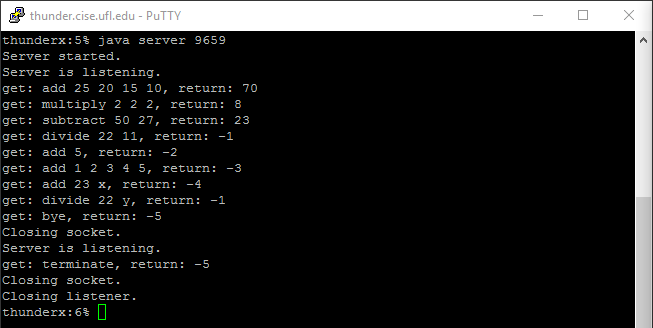 thunder.cise.ufl.edu - PuTTY
thunderx:5% java server 9659
Server started.
Server is listening.
get: add 25 20 15 10, return: 70
get: multiply 2 2 2, return: 8
get: subtract 50 27, return: 23
get: divide 22 11, return: -1
get: add 5, return: -2
get: add 1 2 3 4 5, return: -3
get: add 23 x, return: -4
get: divide 22 y, return: -1
get: bye, return: -5
Closing socket.
Server is listening.
get: terminate, return: -5
Closing socket.
Closing listener.
thunderx:6%